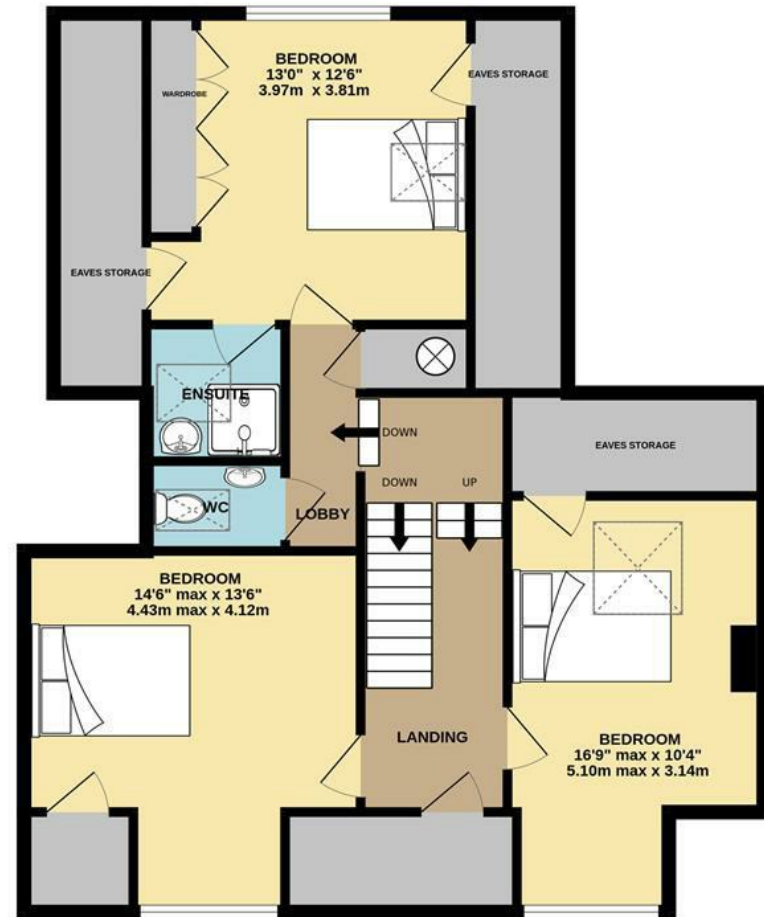 BEDROOM
13'0" x 12'6"
3.97m x 3.81m
EAVES STORAGE
WARDROBE
EAVES STORAGE
ENSUITE
DOWN
EAVES STORAGE
DOWN
UP
WC
LOBBY
BEDROOM
14'6" max x 13'6"
4.43m max x 4.12m
LANDING
BEDROOM
16'9" max x 10'4"
5.10m max x 3.14m